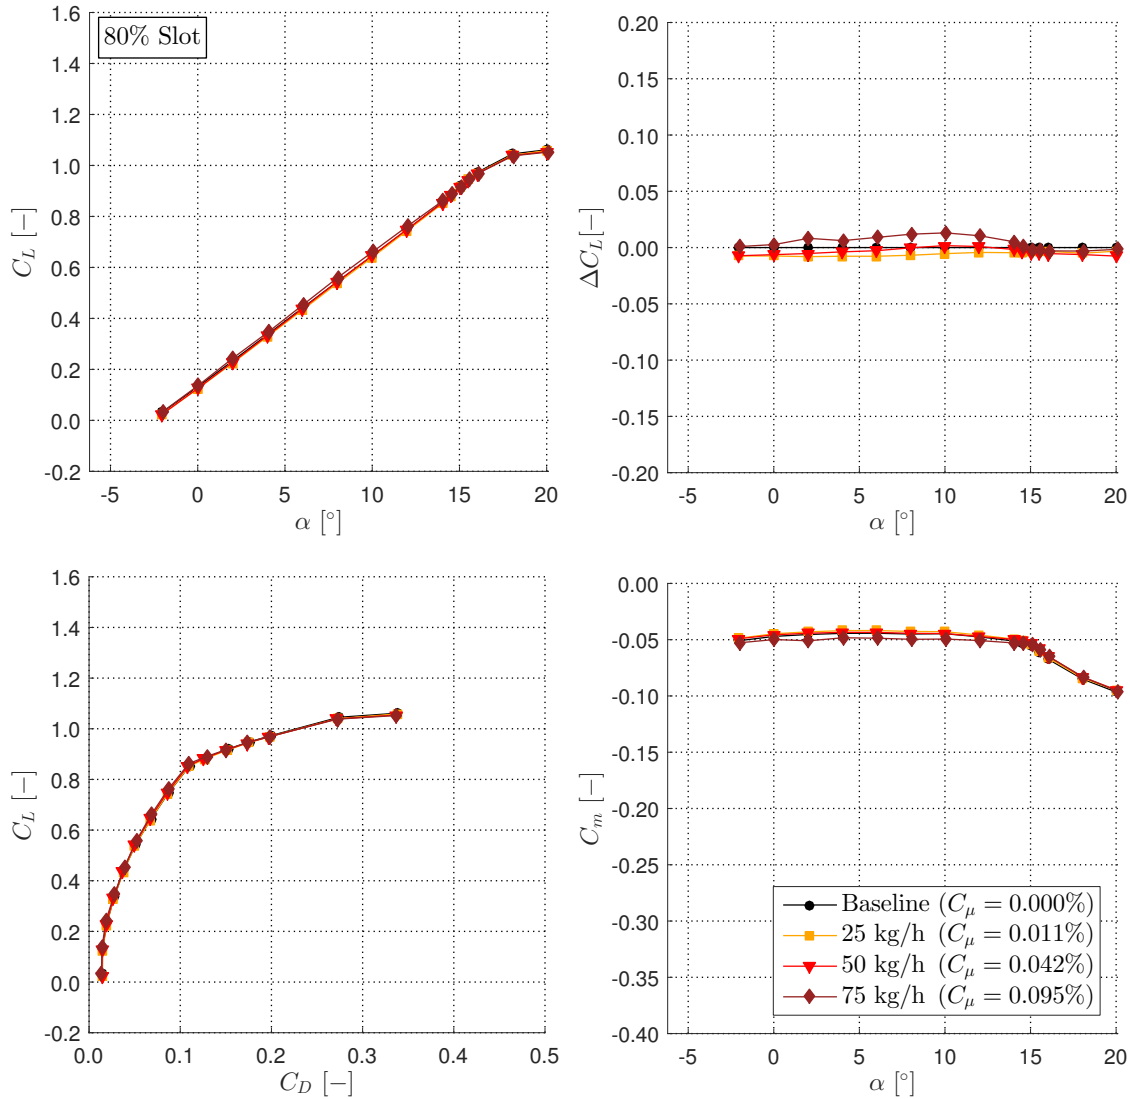 80% Slot
1.6
1.4
1.2
1.0
0.8
0.6
0.4
0.2
0.0
-0.2
C_L [−]
-5 0 5 10 15 20
α [°]
0.20
0.15
0.10
0.05
0.00
-0.05
-0.10
-0.15
-0.20
ΔC_L [−]
-5 0 5 10 15 20
α [°]
1.6
1.4
1.2
1.0
0.8
0.6
0.4
0.2
0.0
-0.2
C_L [−]
0.0 0.1 0.2 0.3 0.4 0.5
C_D [−]
0.00
-0.05
-0.10
-0.15
-0.20
-0.25
-0.30
-0.35
-0.40
C_m [−]
Baseline (C_μ = 0.000%)
25 kg/h (C_μ = 0.011%)
50 kg/h (C_μ = 0.042%)
75 kg/h (C_μ = 0.095%)
-5 0 5 10 15 20
α [°]